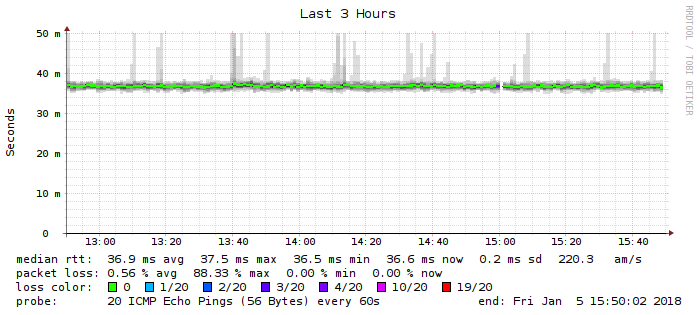 Last 3 Hours
RRDTOOL / TOBI OETIKER
Seconds
50 m
40 m
30 m
20 m
10 m
0
13:00 13:20 13:40 14:00 14:20 14:40 15:00 15:20 15:40
median rtt: 36.9 ms avg 37.5 ms max 36.5 ms min 36.6 ms now 0.2 ms sd 220.3 am/s
packet loss: 0.56 % avg 88.33 % max 0.00 % min 0.00 % now
loss color: 0 1/20 2/20 3/20 4/20 10/20 19/20
probe: 20 ICMP Echo Pings (56 Bytes) every 60s end: Fri Jan 5 15:50:02 2018